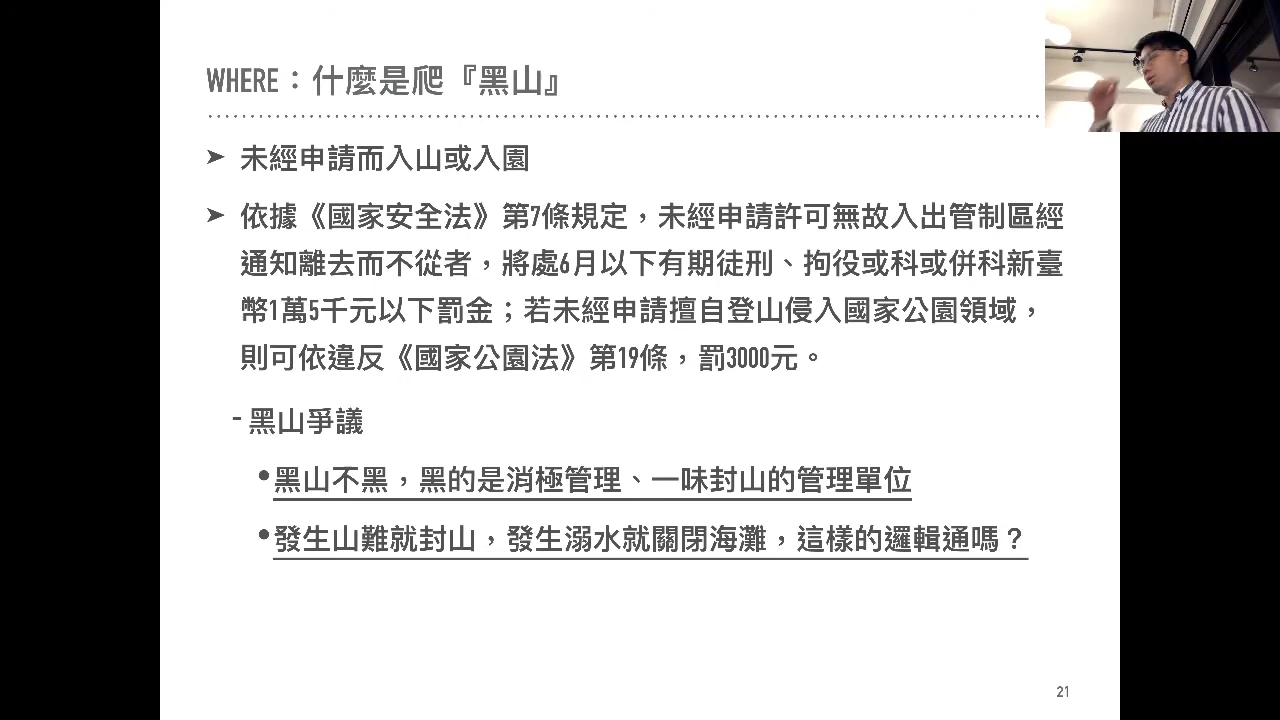 WHERE：什麼是爬『黑山』
➤ 未經申請而入山或入園
➤ 依據《國家安全法》第7條規定，未經申請許可無故入出管制區經
通知離去而不從者，將處6月以下有期徒刑、拘役或科或併科新臺
幣1萬5千元以下罰金；若未經申請擅自登山侵入國家公園領域，
則可依違反《國家公園法》第19條，罰3000元。
- 黑山爭議
•黑山不黑，黑的是消極管理、一味封山的管理單位
•發生山難就封山，發生溺水就關閉海灘，這樣的邏輯通嗎？
21